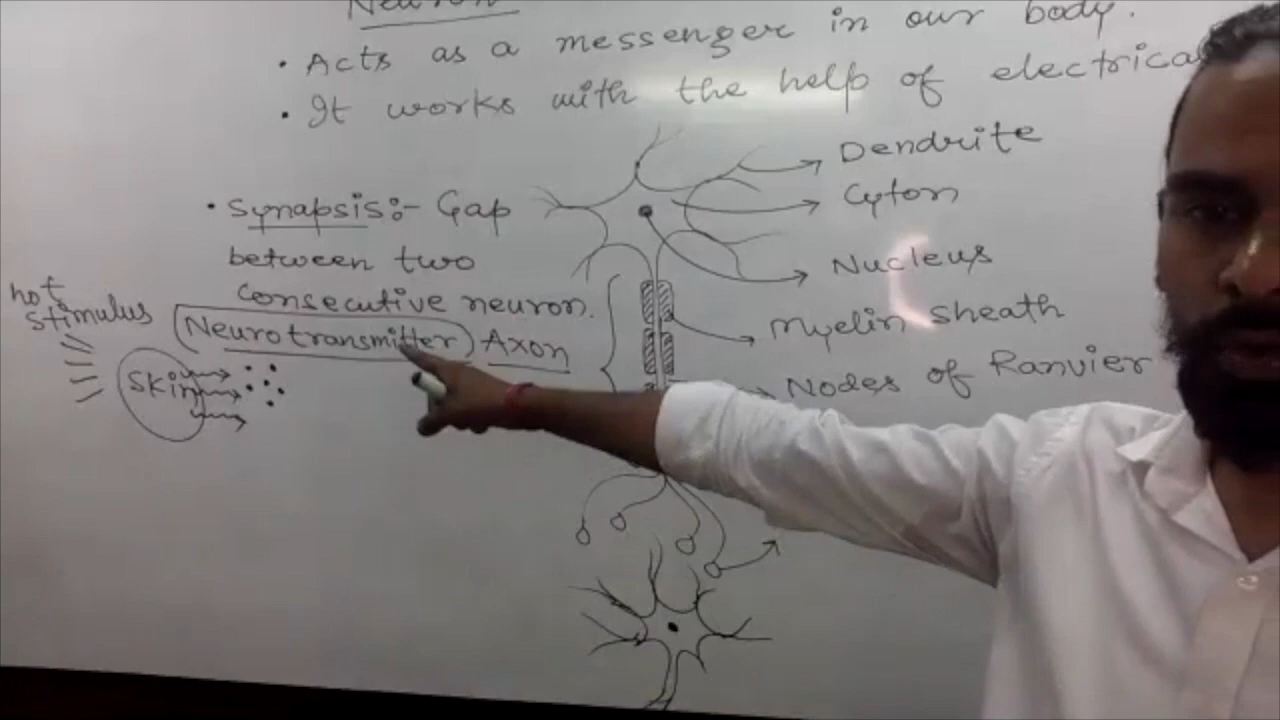 Neuron
• Acts as a messenger in our body.
• It works with the help of electrical
• Synapsis:- Gap
between two
consecutive neuron.
Neurotransmitter Axon
hot
stimulus
Skin
Dendrite
Cyton
Nucleus
Myelin sheath
Nodes of Ranvier